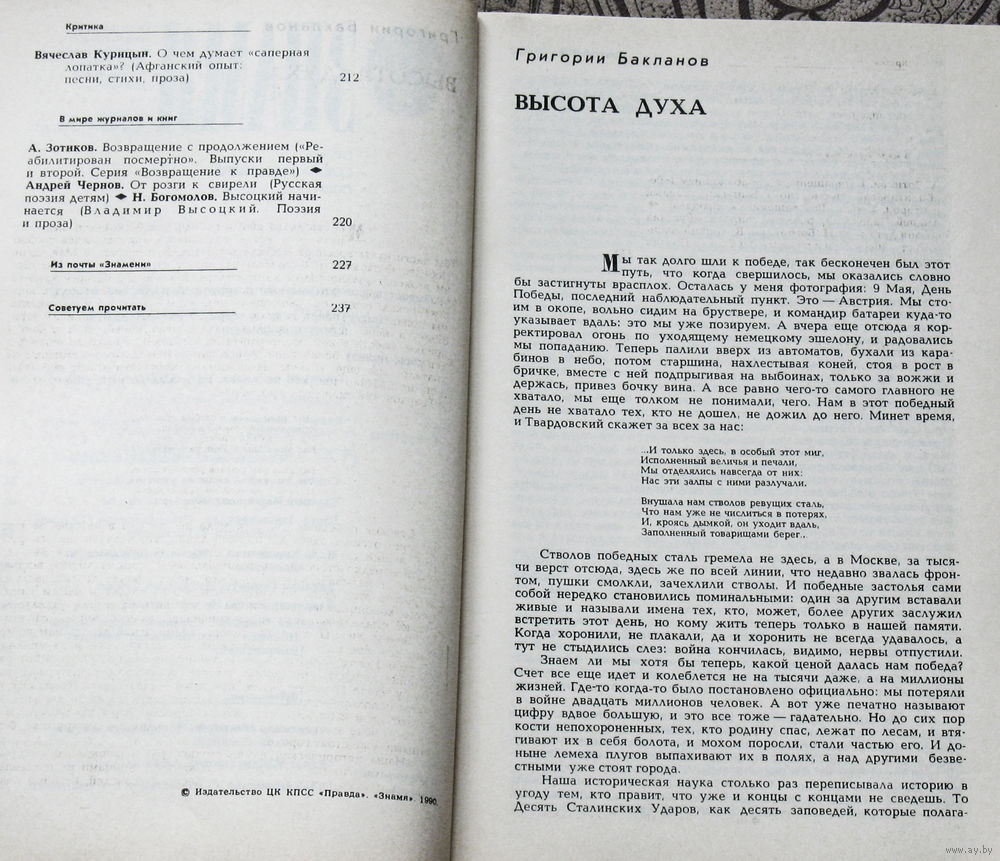 Критика
Вячеслав Курицын. О чем думает «саперная
лопатка»? (Афганский опыт:
песни, стихи, проза) 212
В мире журналов и книг
А. Зотиков. Возвращение с продолжением («Ре-
абилитирован посмертно». Выпуски первый
и второй. Серия «Возвращение к правде»)
Андрей Чернов. От розги к свирели (Русская
поэзия детям) Н. Богомолов. Высоцкий начи-
нается (Владимир Высоцкий. Поэзия
и проза) 220
Из почты «Знамени» 227
Советуем прочитать 237
© Издательство ЦК КПСС «Правда». «Знамя». 1990.
Григорий Бакланов
ВЫСОТА ДУХА
Мы так долго шли к победе, так бесконечен был этот
путь, что когда свершилось, мы оказались словно
бы застигнуты врасплох. Осталась у меня фотография: 9 Мая, День
Победы, последний наблюдательный пункт. Это — Австрия. Мы сто-
им в окопе, вольно сидим на бруствере, и командир батареи куда-то
указывает вдаль: это мы уже позируем. А вчера еще отсюда я кор-
ректировал огонь по уходящему немецкому эшелону, и радовались
мы попаданию. Теперь палили вверх из автоматов, бухали из кара-
бинов в небо, потом старшина, нахлестывая коней, стоя в рост в
бричке, вместе с ней подпрыгивая на выбоинах, только за вожжи и
держась, привез бочку вина. А все равно чего-то самого главного не
хватало, мы еще толком не понимали, чего. Нам в этот победный
день не хватало тех, кто не дошел, не дожил до него. Минет время,
и Твардовский скажет за всех за нас:
...И только здесь, в особый этот миг,
Исполненный величья и печали,
Мы отделялись навсегда от них:
Нас эти залпы с ними разлучали.
Внушала нам стволов ревущих сталь,
Что нам уже не числиться в потерях,
И, кроясь дымкой, он уходит вдаль,
Заполненный товарищами берег..
Стволов победных сталь гремела не здесь, а в Москве, за тыся-
чи верст отсюда, здесь же по всей линии, что недавно звалась фрон-
том, пушки смолкли, зачехлили стволы. И победные застолья сами
собой нередко становились поминальными: один за другим вставали
живые и называли имена тех, кто, может, более других заслужил
встретить этот день, но кому жить теперь только в нашей памяти.
Когда хоронили, не плакали, да и хоронить не всегда удавалось, а
тут не стыдились слез: война кончилась, видимо, нервы отпустили.
Знаем ли мы хотя бы теперь, какой ценой далась нам победа?
Счет все еще идет и колеблется не на тысячи даже, а на миллионы
жизней. Где-то когда-то было постановлено официально: мы потеряли
в войне двадцать миллионов человек. А вот уже печатно называют
цифру вдвое большую, и это все тоже — гадательно. Но до сих пор
кости непохороненных, тех, кто родину спас, лежат по лесам, и втя-
гивают их в себя болота, и мохом поросли, стали частью его. И до-
ныне лемеха плугов выпахивают их в полях, а над другими безве-
стными уже стоят города.
Наша историческая наука столько раз переписывала историю в
угоду тем, кто правит, что уже и концы с концами не сведешь. То
Десять Сталинских Ударов, как десять заповедей, которые полага-
www.ay.by